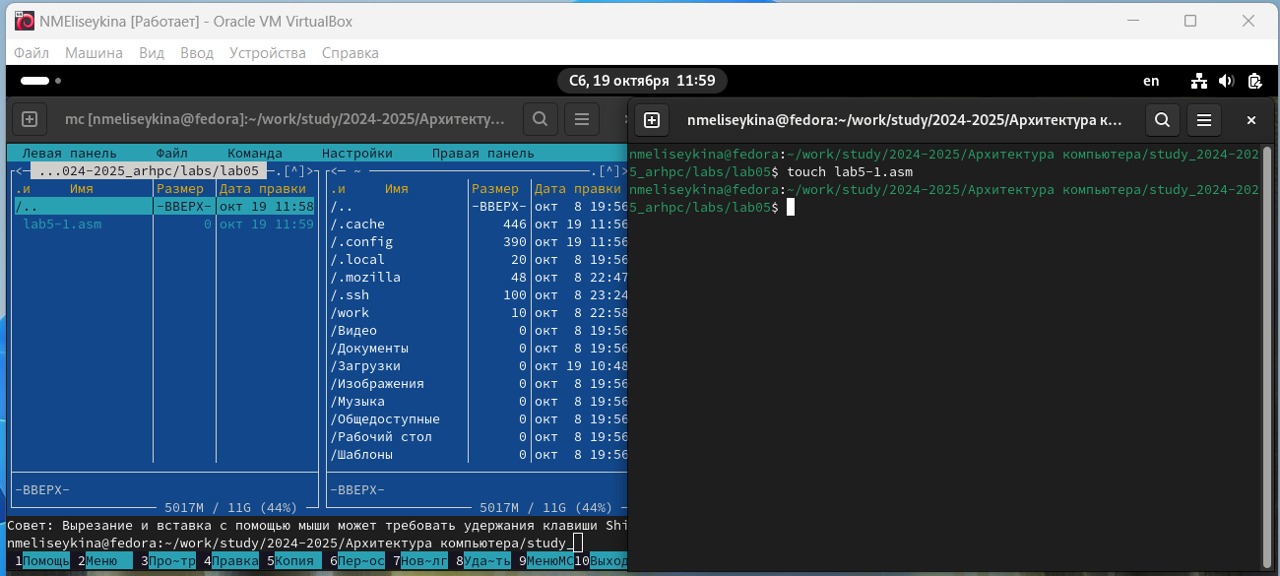 NMEliseykina [Работает] - Oracle VM VirtualBox
Файл Машина Вид Ввод Устройства Справка
Сб, 19 октября 11:59
en
mc [nmeliseykina@fedora]:~/work/study/2024-2025/Архитекту...
Левая панель Файл Команда Настройки Правая панель
<- ...024-2025_arhpc/labs/lab05 -.[^]>
.и Имя Размер Дата правки
/.. -ВВЕРХ- окт 19 11:58
lab5-1.asm 0 окт 19 11:59
-ВВЕРХ-
5017M / 11G (44%)
<- ~ .[^]>
.и Имя Размер Дата правки
/.. -ВВЕРХ- окт 8 19:56
/.cache 446 окт 19 11:56
/.config 390 окт 19 11:56
/.local 20 окт 8 19:56
/.mozilla 48 окт 8 22:47
/.ssh 100 окт 8 23:24
/work 10 окт 8 22:58
/Видео 0 окт 8 19:56
/Документы 0 окт 8 19:56
/Загрузки 0 окт 19 10:48
/Изображения 0 окт 8 19:56
/Музыка 0 окт 8 19:56
/Общедоступные 0 окт 8 19:56
/Рабочий стол 0 окт 8 19:56
/Шаблоны 0 окт 8 19:56
-ВВЕРХ-
5017M / 11G (44%)
Совет: Вырезание и вставка с помощью мыши может требовать удержания клавиши Shi
nmeliseykina@fedora:~/work/study/2024-2025/Архитектура компьютера/study_
1Помощь 2Меню 3Про~тр 4Правка 5Копия 6Пер~ос 7Нов~лг 8Уда~ть 9МенюMC 10Выход
nmeliseykina@fedora:~/work/study/2024-2025/Архитектура к...
nmeliseykina@fedora:~/work/study/2024-2025/Архитектура компьютера/study_2024-202
5_arhpc/labs/lab05$ touch lab5-1.asm
nmeliseykina@fedora:~/work/study/2024-2025/Архитектура компьютера/study_2024-202
5_arhpc/labs/lab05$